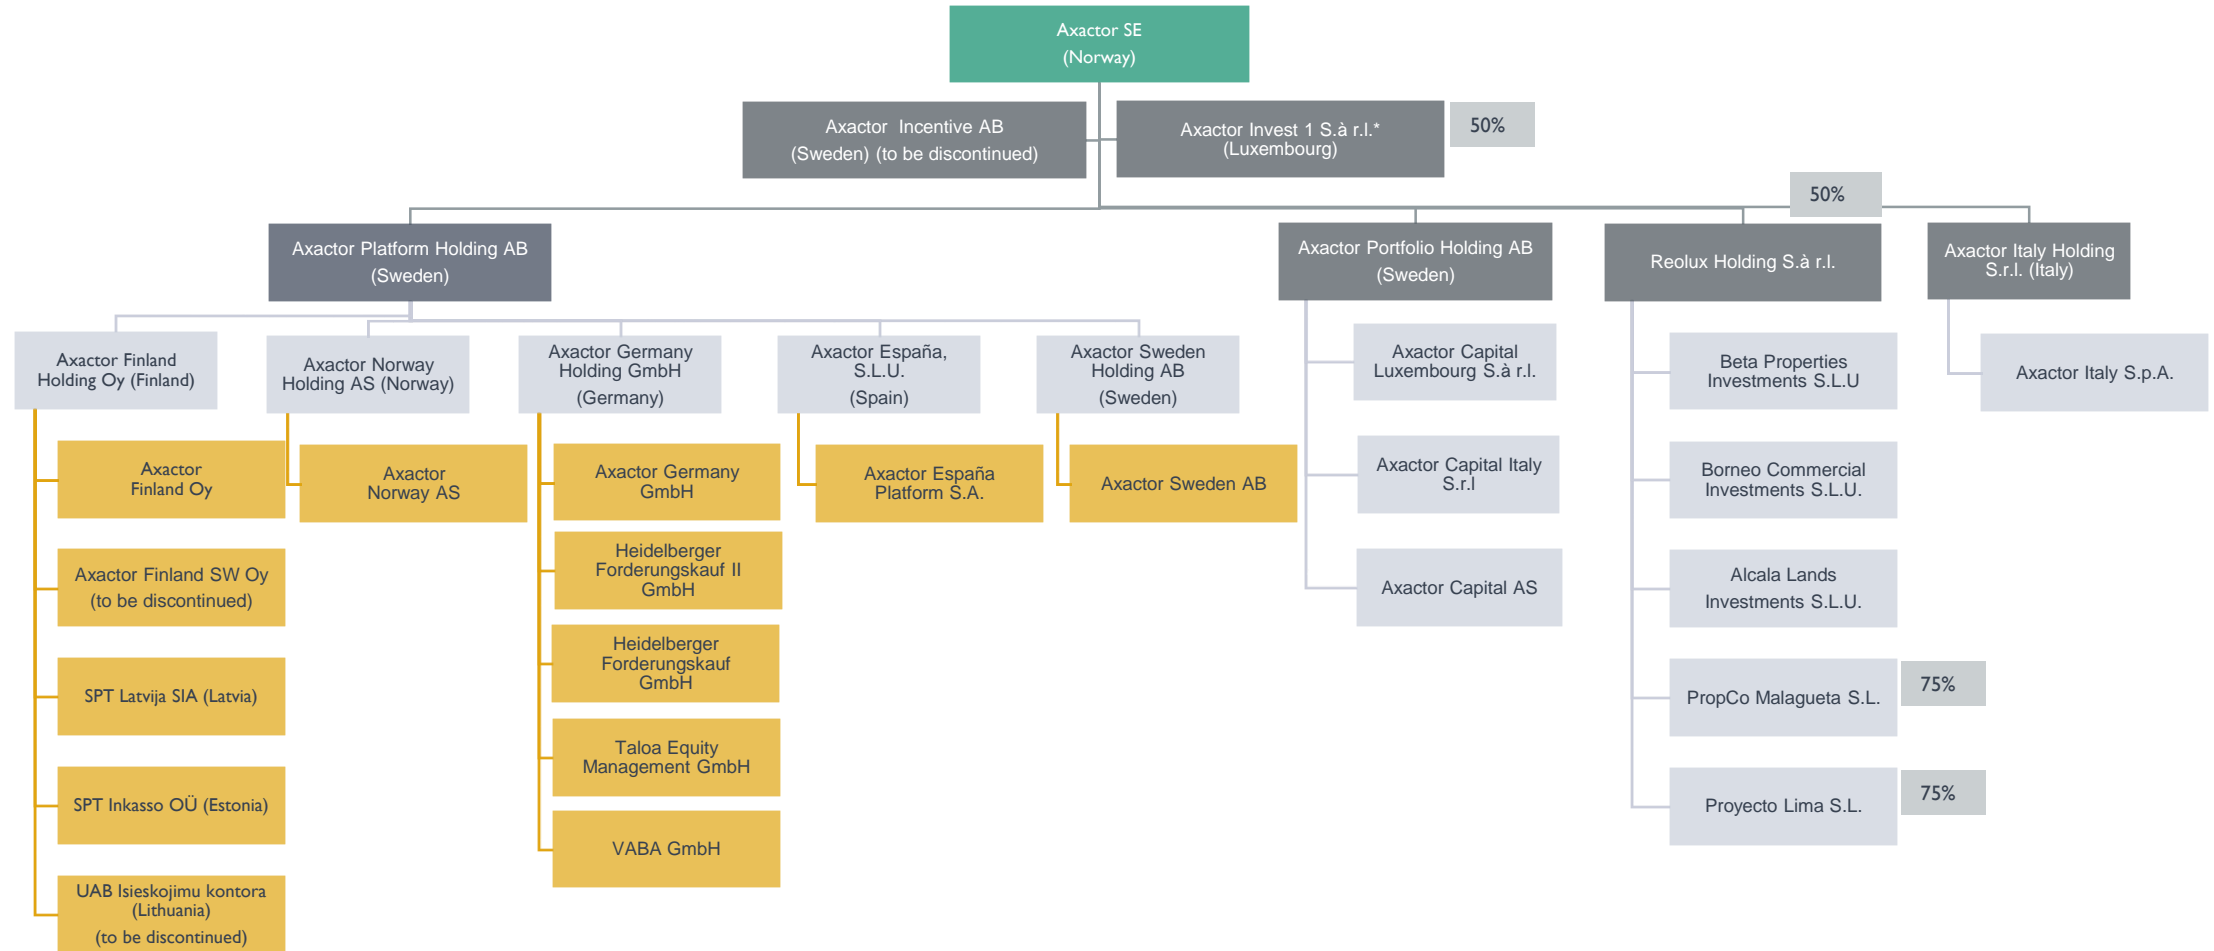 Axactor SE
(Norway)
Axactor Incentive AB
(Sweden) (to be discontinued)
Axactor Invest 1 S.à r.l.*
(Luxembourg)
50%
50%
Axactor Platform Holding AB
(Sweden)
Axactor Portfolio Holding AB
(Sweden)
Reolux Holding S.à r.l.
Axactor Italy Holding
S.r.l. (Italy)
Axactor Finland
Holding Oy (Finland)
Axactor Norway
Holding AS (Norway)
Axactor Germany
Holding GmbH
(Germany)
Axactor España,
S.L.U.
(Spain)
Axactor Sweden
Holding AB
(Sweden)
Axactor Capital
Luxembourg S.à r.l.
Beta Properties
Investments S.L.U
Axactor Italy S.p.A.
Axactor
Finland Oy
Axactor
Norway AS
Axactor Germany
GmbH
Axactor España
Platform S.A.
Axactor Sweden AB
Axactor Capital Italy
S.r.l
Borneo Commercial
Investments S.L.U.
Axactor Finland SW Oy
(to be discontinued)
Heidelberger
Forderungskauf II
GmbH
Axactor Capital AS
Alcala Lands
Investments S.L.U.
SPT Latvija SIA (Latvia)
Heidelberger
Forderungskauf
GmbH
PropCo Malagueta S.L.
75%
SPT Inkasso OÜ (Estonia)
Taloa Equity
Management GmbH
Proyecto Lima S.L.
75%
VABA GmbH
UAB Isieskojimu kontora
(Lithuania)
(to be discontinued)